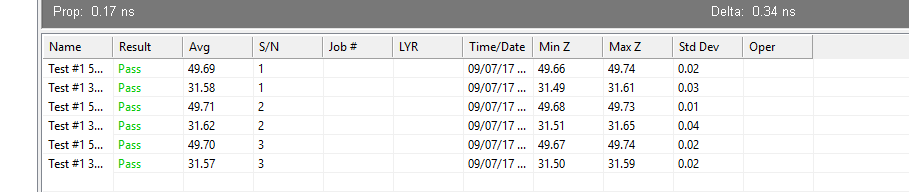 Prop: 0.17 ns Delta: 0.34 ns
Name Result Avg S/N Job # LYR Time/Date Min Z Max Z Std Dev Oper
Test #1 5... Pass 49.69 1 09/07/17 ... 49.66 49.74 0.02
Test #1 3... Pass 31.58 1 09/07/17 ... 31.49 31.61 0.03
Test #1 5... Pass 49.71 2 09/07/17 ... 49.68 49.73 0.01
Test #1 3... Pass 31.62 2 09/07/17 ... 31.51 31.65 0.04
Test #1 5... Pass 49.70 3 09/07/17 ... 49.67 49.74 0.02
Test #1 3... Pass 31.57 3 09/07/17 ... 31.50 31.59 0.02